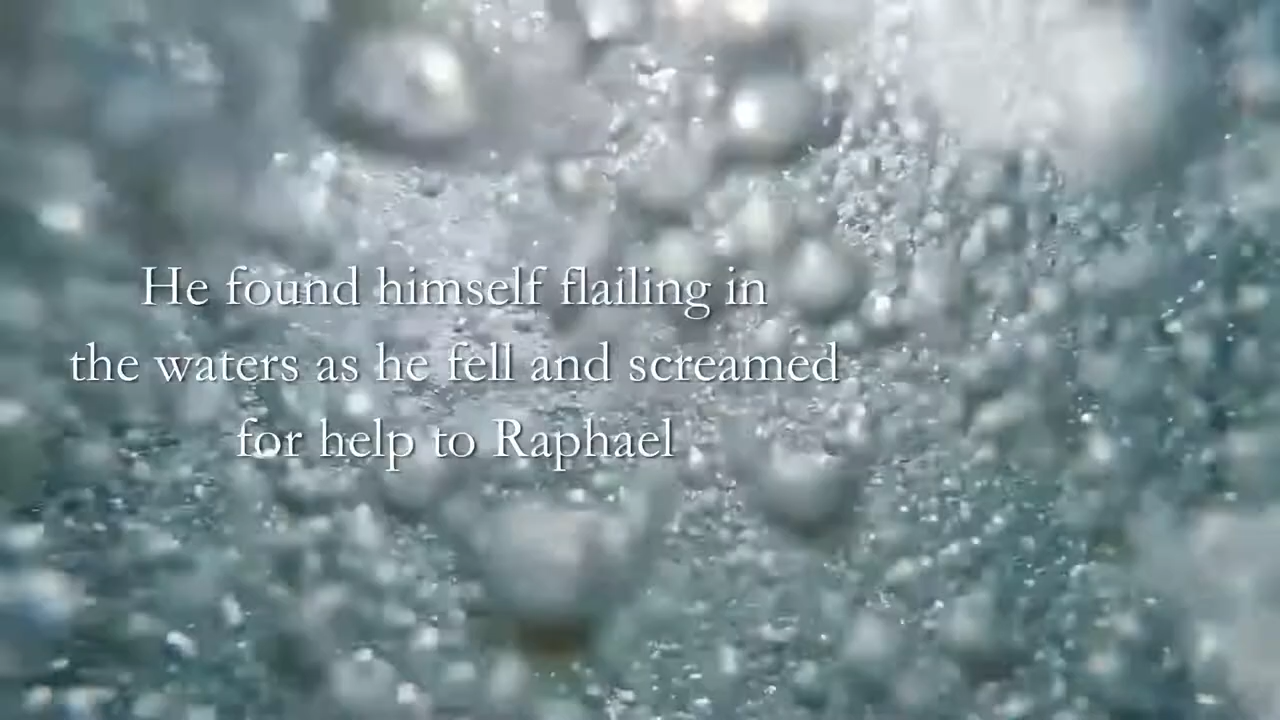 He found himself flailing in
the waters as he fell and screamed
for help to Raphael